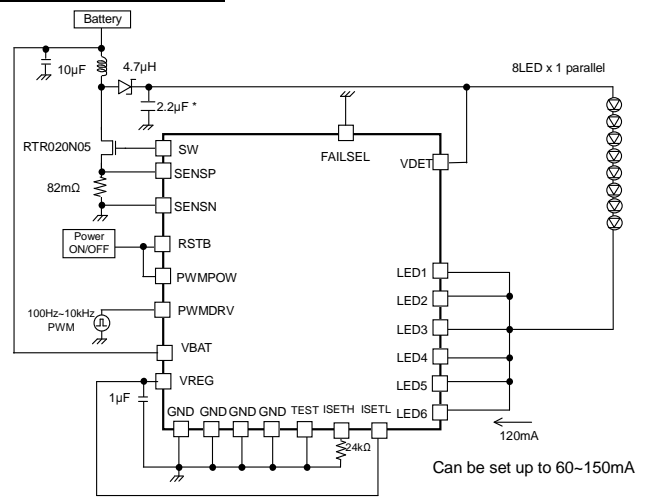 Battery
10µF
4.7µH
8LED x 1 parallel
2.2µF *
RTR020N05
SW
FAILSEL
SENSP
VDET
82mΩ
SENSN
Power
ON/OFF
RSTB
PWMPOW
LED1
LED2
100Hz~10kHz
PWM
PWMDRV
LED3
VBAT
LED4
VREG
LED5
1µF
GND GND GND GND TEST ISETH ISETL
LED6
24kΩ
120mA
Can be set up to 60~150mA